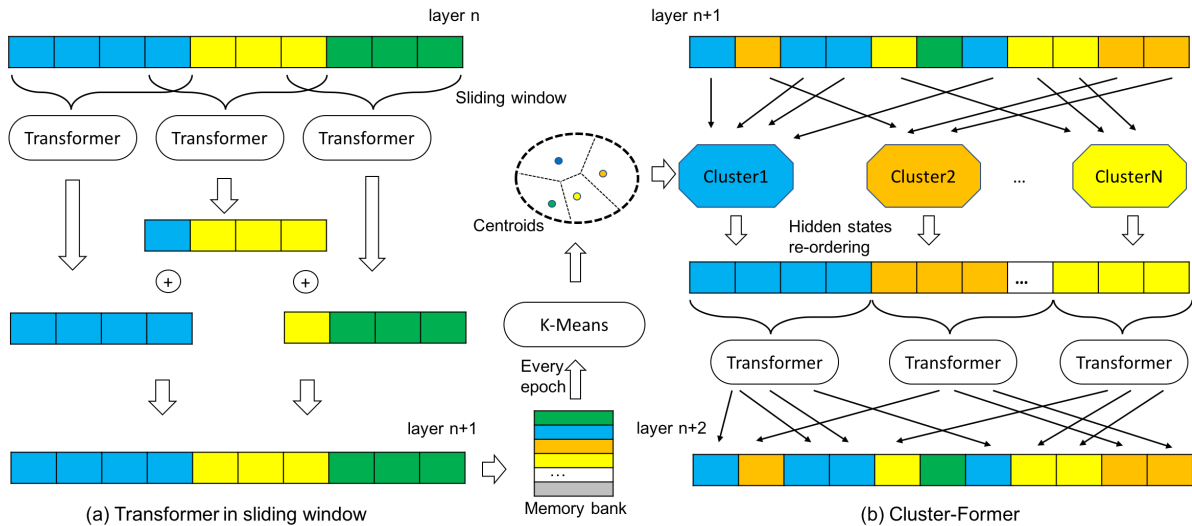 layer n
Sliding window
Transformer
Transformer
Transformer
+
+
layer n+1
(a) Transformer in sliding window
Centroids
K-Means
Every
epoch
...
Memory bank
layer n+1
Cluster1
Cluster2
...
ClusterN
Hidden states
re-ordering
...
Transformer
Transformer
Transformer
layer n+2
(b) Cluster-Former